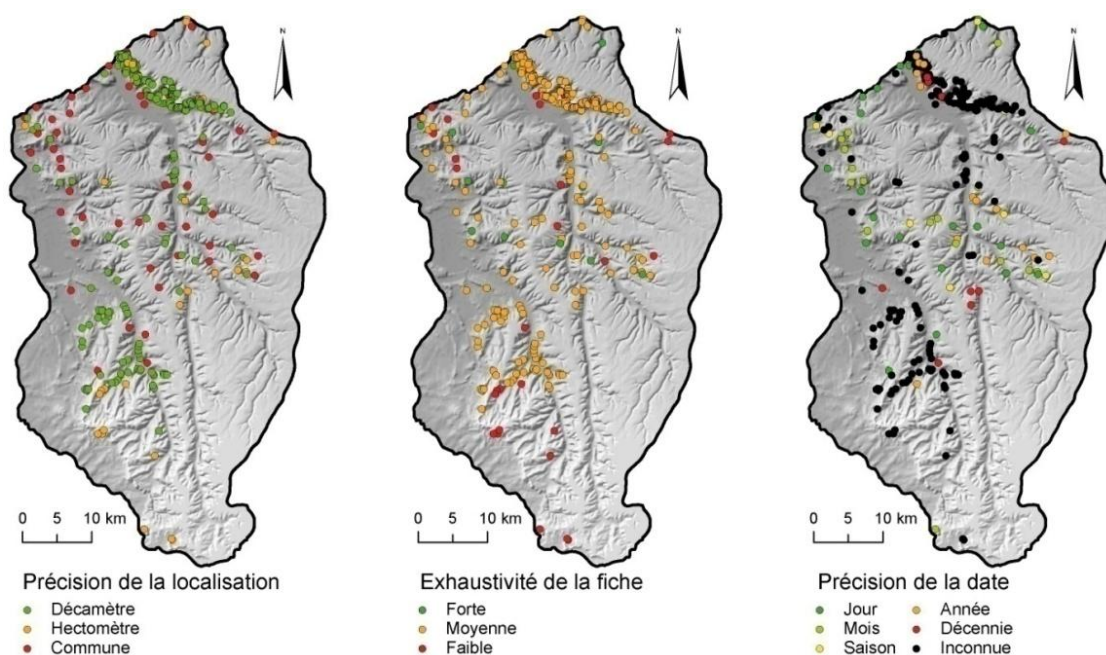 N
N
N
0 5 10 km
0 5 10 km
0 5 10 km
Précision de la localisation
Décamètre
Hectomètre
Commune
Exhaustivité de la fiche
Forte
Moyenne
Faible
Précision de la date
Jour Année
Mois Décennie
Saison Inconnue